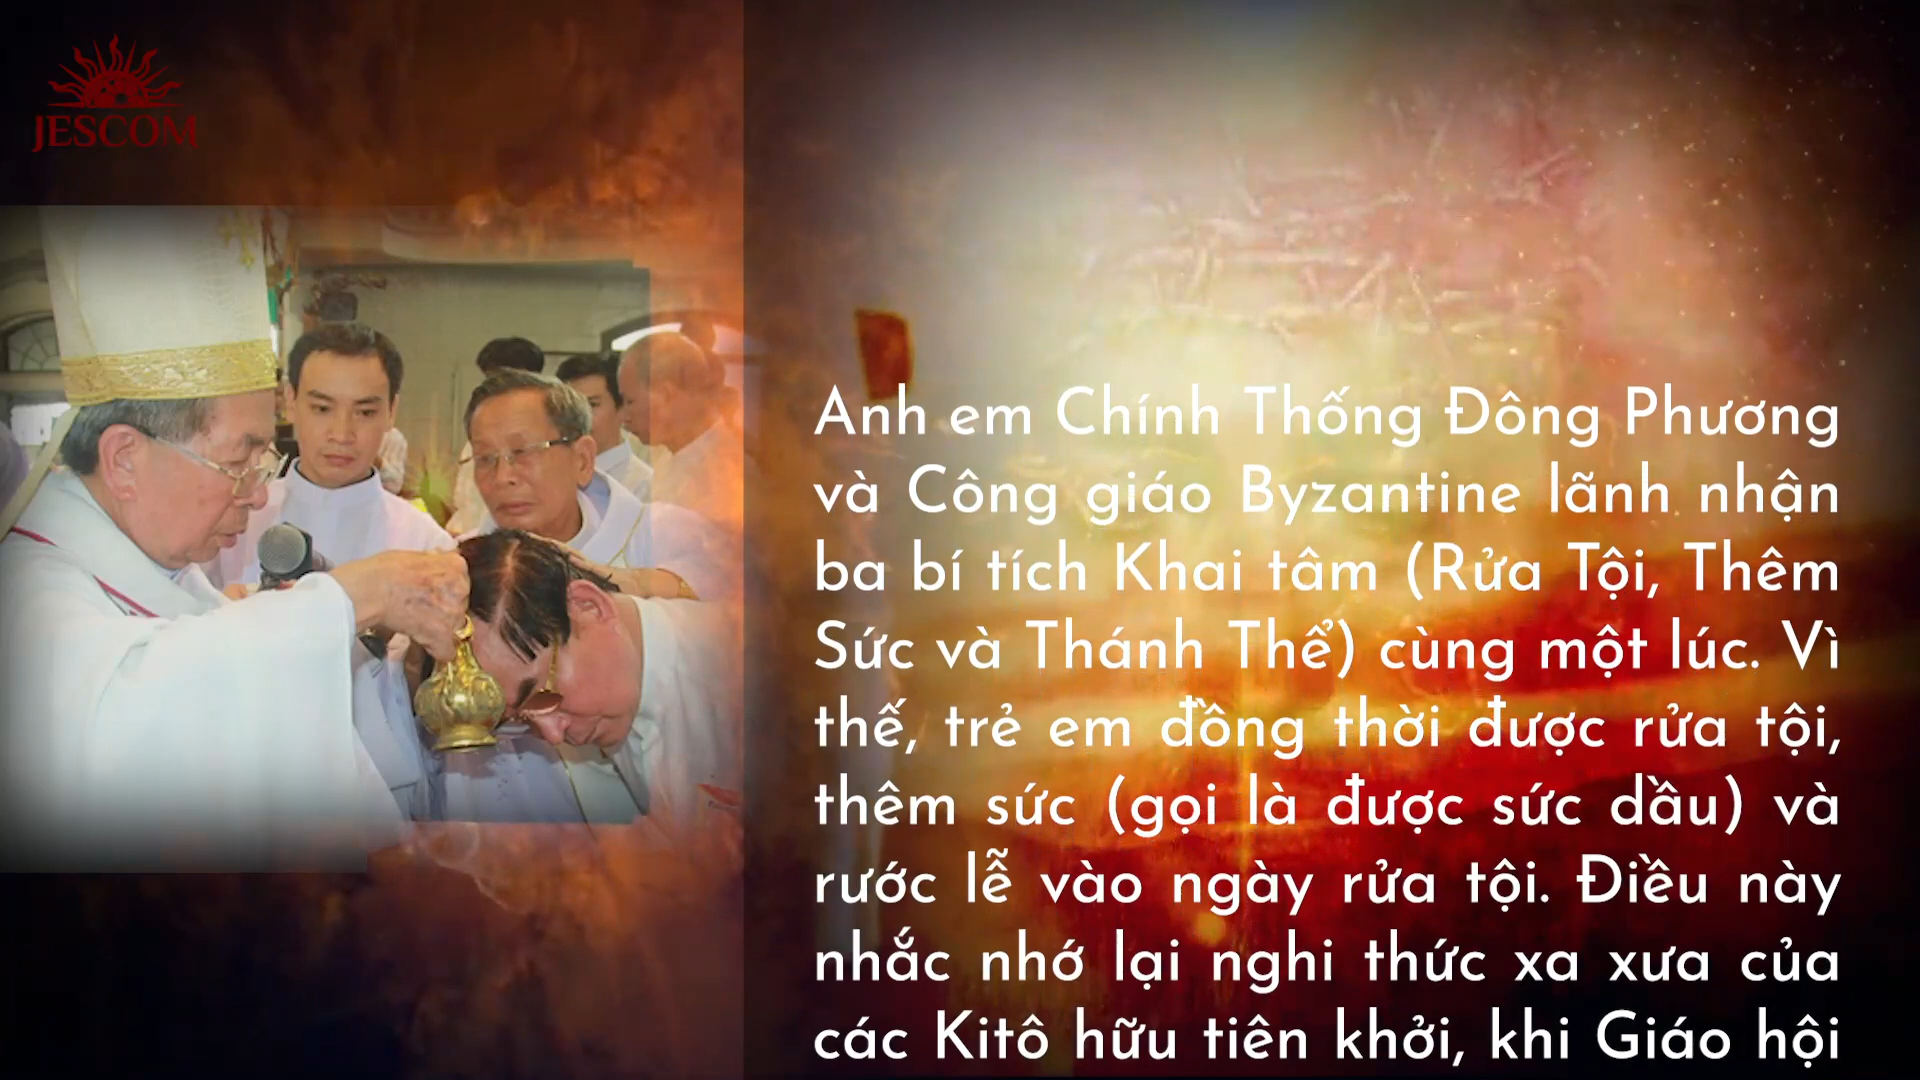 JESCOM
Anh em Chính Thống Đông Phương
và Công giáo Byzantine lãnh nhận
ba bí tích Khai tâm (Rửa Tội, Thêm
Sức và Thánh Thể) cùng một lúc. Vì
thế, trẻ em đồng thời được rửa tội,
thêm sức (gọi là được sức dầu) và
rước lễ vào ngày rửa tội. Điều này
nhắc nhớ lại nghi thức xa xưa của
các Kitô hữu tiên khởi, khi Giáo hội